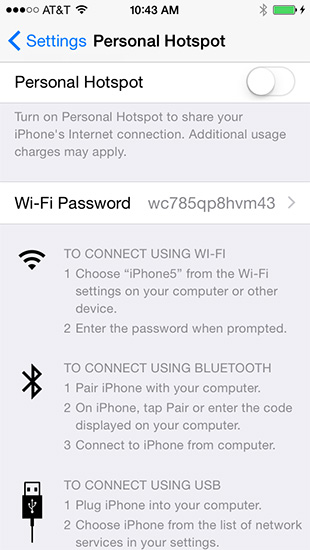 AT&T 10:43 AM
Settings Personal Hotspot
Personal Hotspot
Turn on Personal Hotspot to share your
iPhone's Internet connection. Additional usage
charges may apply.
Wi-Fi Password wc785qp8hvm43
TO CONNECT USING WI-FI
1 Choose “iPhone5” from the Wi-Fi
settings on your computer or other
device.
2 Enter the password when prompted.
TO CONNECT USING BLUETOOTH
1 Pair iPhone with your computer.
2 On iPhone, tap Pair or enter the code
displayed on your computer.
3 Connect to iPhone from computer.
TO CONNECT USING USB
1 Plug iPhone into your computer.
2 Choose iPhone from the list of network
services in your settings.